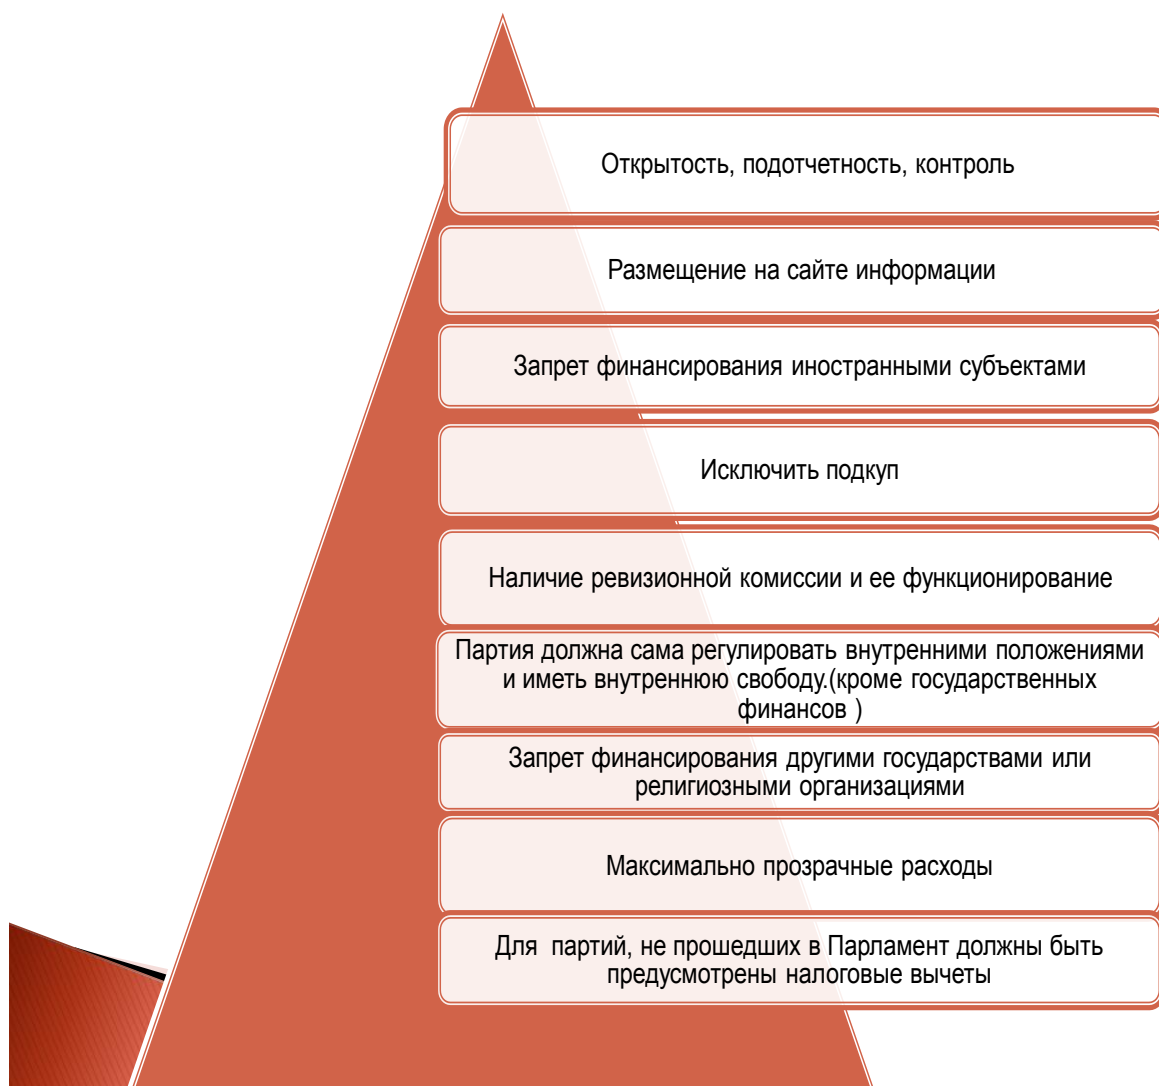 Открытость, подотчетность, контроль
Размещение на сайте информации
Запрет финансирования иностранными субъектами
Исключить подкуп
Наличие ревизионной комиссии и ее функционирование
Партия должна сама регулировать внутренними положениями
и иметь внутреннюю свободу.(кроме государственных
финансов )
Запрет финансирования другими государствами или
религиозными организациями
Максимально прозрачные расходы
Для  партий, не прошедших в Парламент должны быть
предусмотрены налоговые вычеты